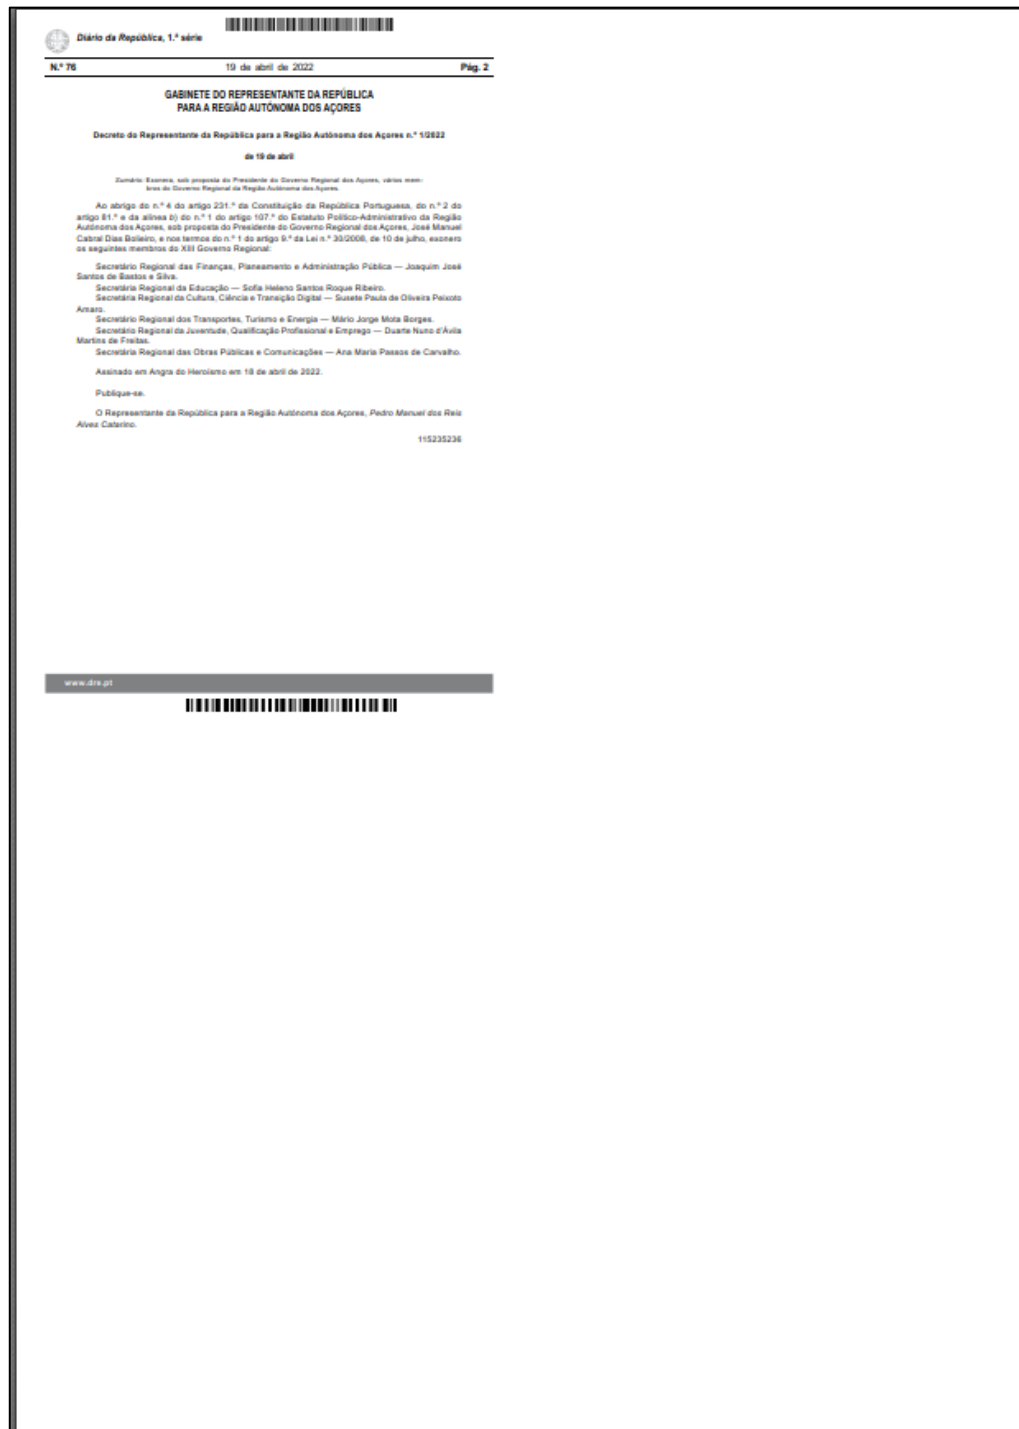 Diário da República, 1.ª série
N.º 76 19 de abril de 2022 Pág. 2
GABINETE DO REPRESENTANTE DA REPÚBLICA
PARA A REGIÃO AUTÓNOMA DOS AÇORES
Decreto do Representante da República para a Região Autónoma dos Açores n.º 1/2022
de 19 de abril
Sumário: Exonera, sob proposta do Presidente do Governo Regional dos Açores, vários mem-
bros do Governo Regional da Região Autónoma dos Açores.
Ao abrigo do n.º 4 do artigo 231.º da Constituição da República Portuguesa, do n.º 2 do
artigo 81.º e da alínea b) do n.º 1 do artigo 107.º do Estatuto Político-Administrativo da Região
Autónoma dos Açores, sob proposta do Presidente do Governo Regional dos Açores, José Manuel
Cabral Dias Bolieiro, e nos termos do n.º 1 do artigo 9.º da Lei n.º 30/2008, de 10 de julho, exonero
os seguintes membros do XIII Governo Regional:
Secretário Regional das Finanças, Planeamento e Administração Pública — Joaquim José
Santos de Bastos e Silva.
Secretária Regional da Educação — Sofia Heleno Santos Roque Ribeiro.
Secretária Regional da Cultura, Ciência e Transição Digital — Susete Paula de Oliveira Peixoto
Amaro.
Secretário Regional dos Transportes, Turismo e Energia — Mário Jorge Mota Borges.
Secretário Regional da Juventude, Qualificação Profissional e Emprego — Duarte Nuno d'Ávila
Martins de Freitas.
Secretária Regional das Obras Públicas e Comunicações — Ana Maria Passos de Carvalho.
Assinado em Angra do Heroísmo em 18 de abril de 2022.
Publique-se.
O Representante da República para a Região Autónoma dos Açores, Pedro Manuel dos Reis
Alves Catarino.
115235236
www.dre.pt